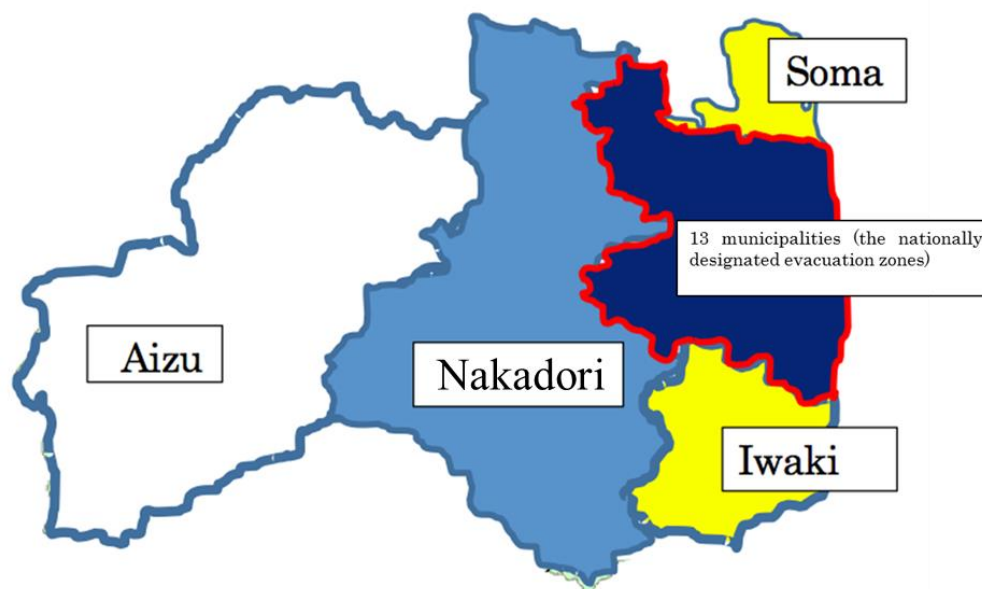 Soma
13 municipalities (the nationally
designated evacuation zones)
Aizu
Nakadori
Iwaki